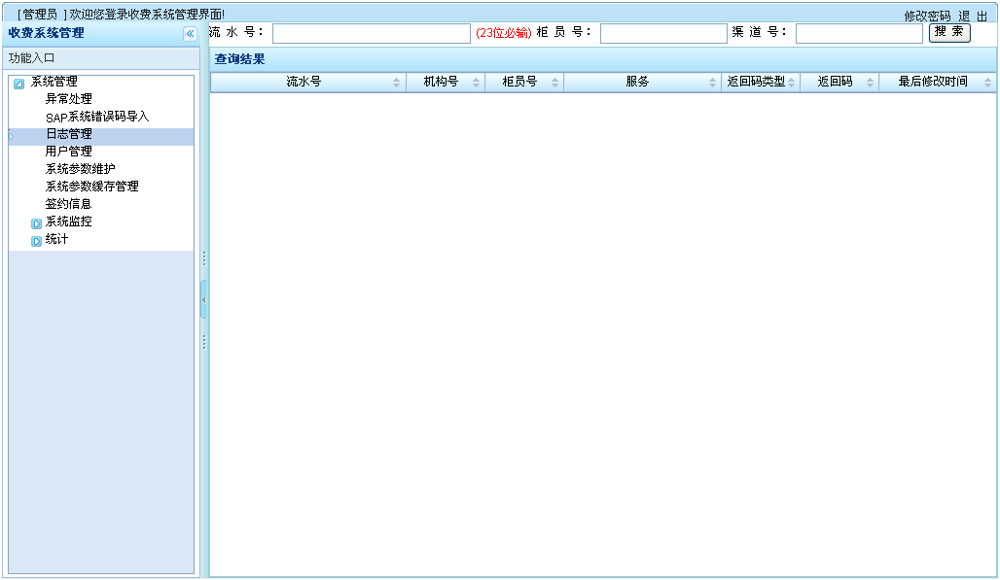 [管理员 ] 欢迎您登录收费系统管理界面!
修改密码 退 出
收费系统管理
流 水 号： (23位必输) 柜 员 号： 渠 道 号： 搜 索
功能入口
查询结果
流水号 机构号 柜员号 服务 返回码类型 返回码 最后修改时间
系统管理
异常处理
SAP系统错误码导入
日志管理
用户管理
系统参数维护
系统参数缓存管理
签约信息
系统监控
统计